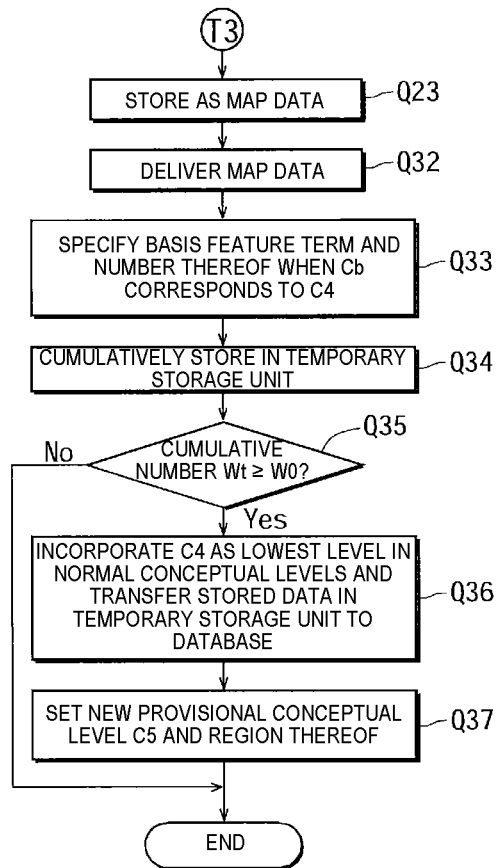 T3
STORE AS MAP DATA
Q23
DELIVER MAP DATA
Q32
SPECIFY BASIS FEATURE TERM AND
NUMBER THEREOF WHEN Cb
CORRESPONDS TO C4
Q33
CUMULATIVELY STORE IN TEMPORARY
STORAGE UNIT
Q34
CUMULATIVE
NUMBER Wt ≥ W0?
Q35
No
Yes
INCORPORATE C4 AS LOWEST LEVEL IN
NORMAL CONCEPTUAL LEVELS AND
TRANSFER STORED DATA IN
TEMPORARY STORAGE UNIT TO
DATABASE
Q36
SET NEW PROVISIONAL CONCEPTUAL
LEVEL C5 AND REGION THEREOF
Q37
END